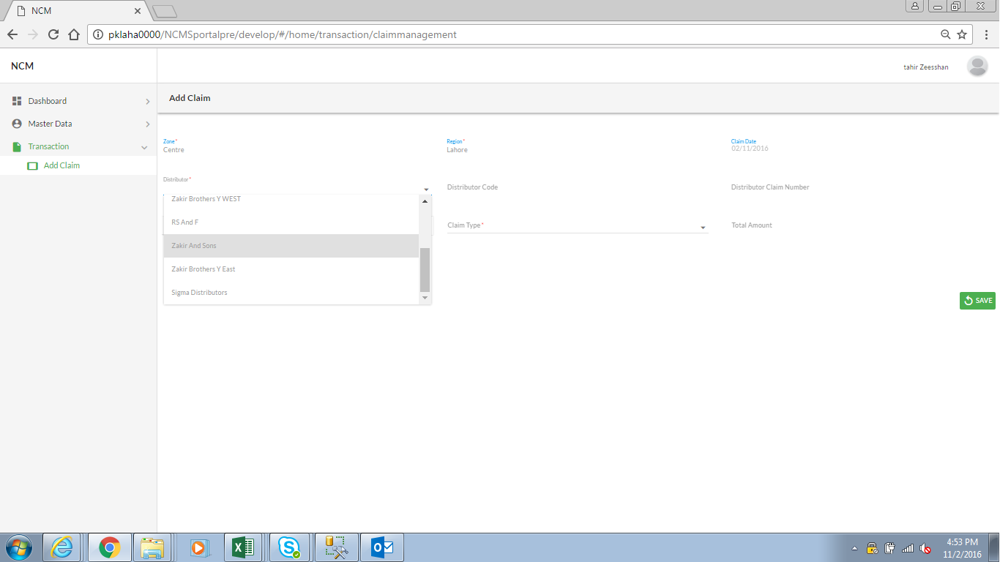 NCM
pklaha0000/NCMSportalpre/develop/#/home/transaction/claimmanagement
NCM
tahir Zeesshan
Dashboard
Master Data
Transaction
Add Claim
Add Claim
Zone*
Centre
Region*
Lahore
Claim Date
02/11/2016
Distributor*
Distributor Code
Distributor Claim Number
Zakir Brothers Y WEST
RS And F
Zakir And Sons
Zakir Brothers Y East
Sigma Distributors
Claim Type*
Total Amount
SAVE
4:53 PM
11/2/2016